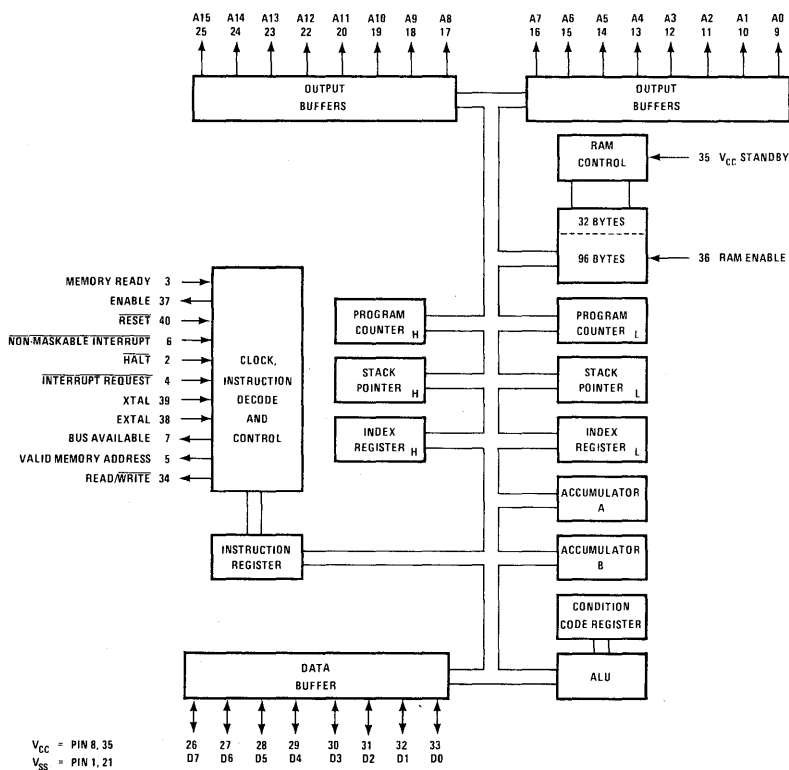 A15 A14 A13 A12 A11 A10 A9 A8 A7 A6 A5 A4 A3 A2 A1 A0
25 24 23 22 20 19 18 17 16 15 14 13 12 11 10 9
OUTPUT
BUFFERS
OUTPUT
BUFFERS
RAM
CONTROL
35 VCC STANDBY
32 BYTES
96 BYTES
36 RAM ENABLE
MEMORY READY 3
ENABLE 37
RESET 40
NON-MASKABLE INTERRUPT 6
HALT 2
INTERRUPT REQUEST 4
XTAL 39
EXTAL 38
BUS AVAILABLE 7
VALID MEMORY ADDRESS 5
READ/WRITE 34
CLOCK,
INSTRUCTION
DECODE
AND
CONTROL
PROGRAM
COUNTER H
PROGRAM
COUNTER L
STACK
POINTER H
STACK
POINTER L
INDEX
REGISTER H
INDEX
REGISTER L
ACCUMULATOR
A
INSTRUCTION
REGISTER
ACCUMULATOR
B
CONDITION
CODE REGISTER
DATA
BUFFER
ALU
26 27 28 29 30 31 32 33
D7 D6 D5 D4 D3 D2 D1 D0
VCC = PIN 8, 35
VSS = PIN 1, 21